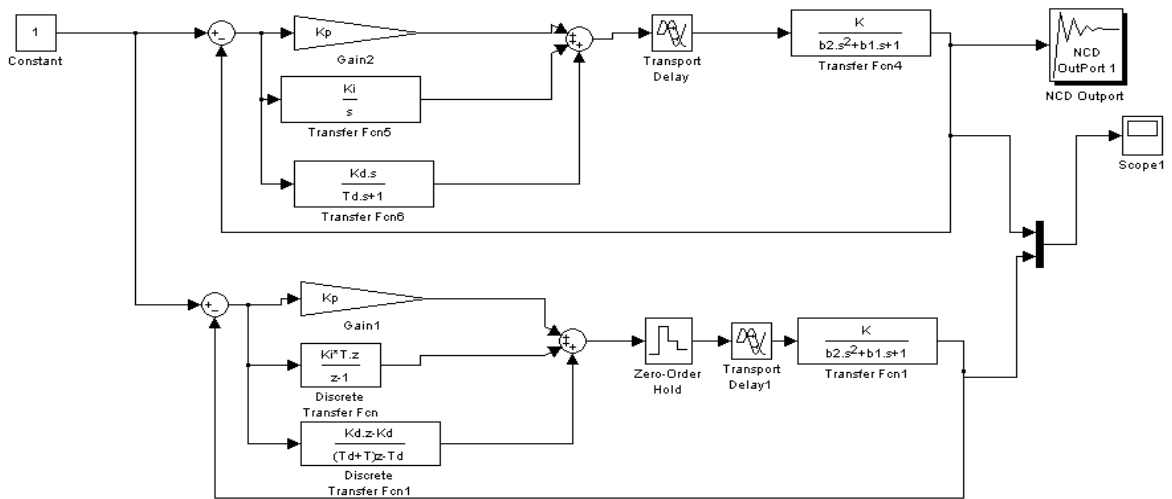 1
Constant
+
−
Kp
Gain2
Ki
s
Transfer Fcn5
Kd.s
Td.s+1
Transfer Fcn6
+
+
+
Transport
Delay
K
b2.s²+b1.s+1
Transfer Fcn4
NCD
OutPort 1
NCD Outport
Scope1
+
−
Kp
Gain1
Ki*T.z
z-1
Discrete
Transfer Fcn
Kd.z-Kd
(Td+T)z-Td
Discrete
Transfer Fcn1
+
+
+
Zero-Order
Hold
Transport
Delay1
K
b2.s²+b1.s+1
Transfer Fcn1